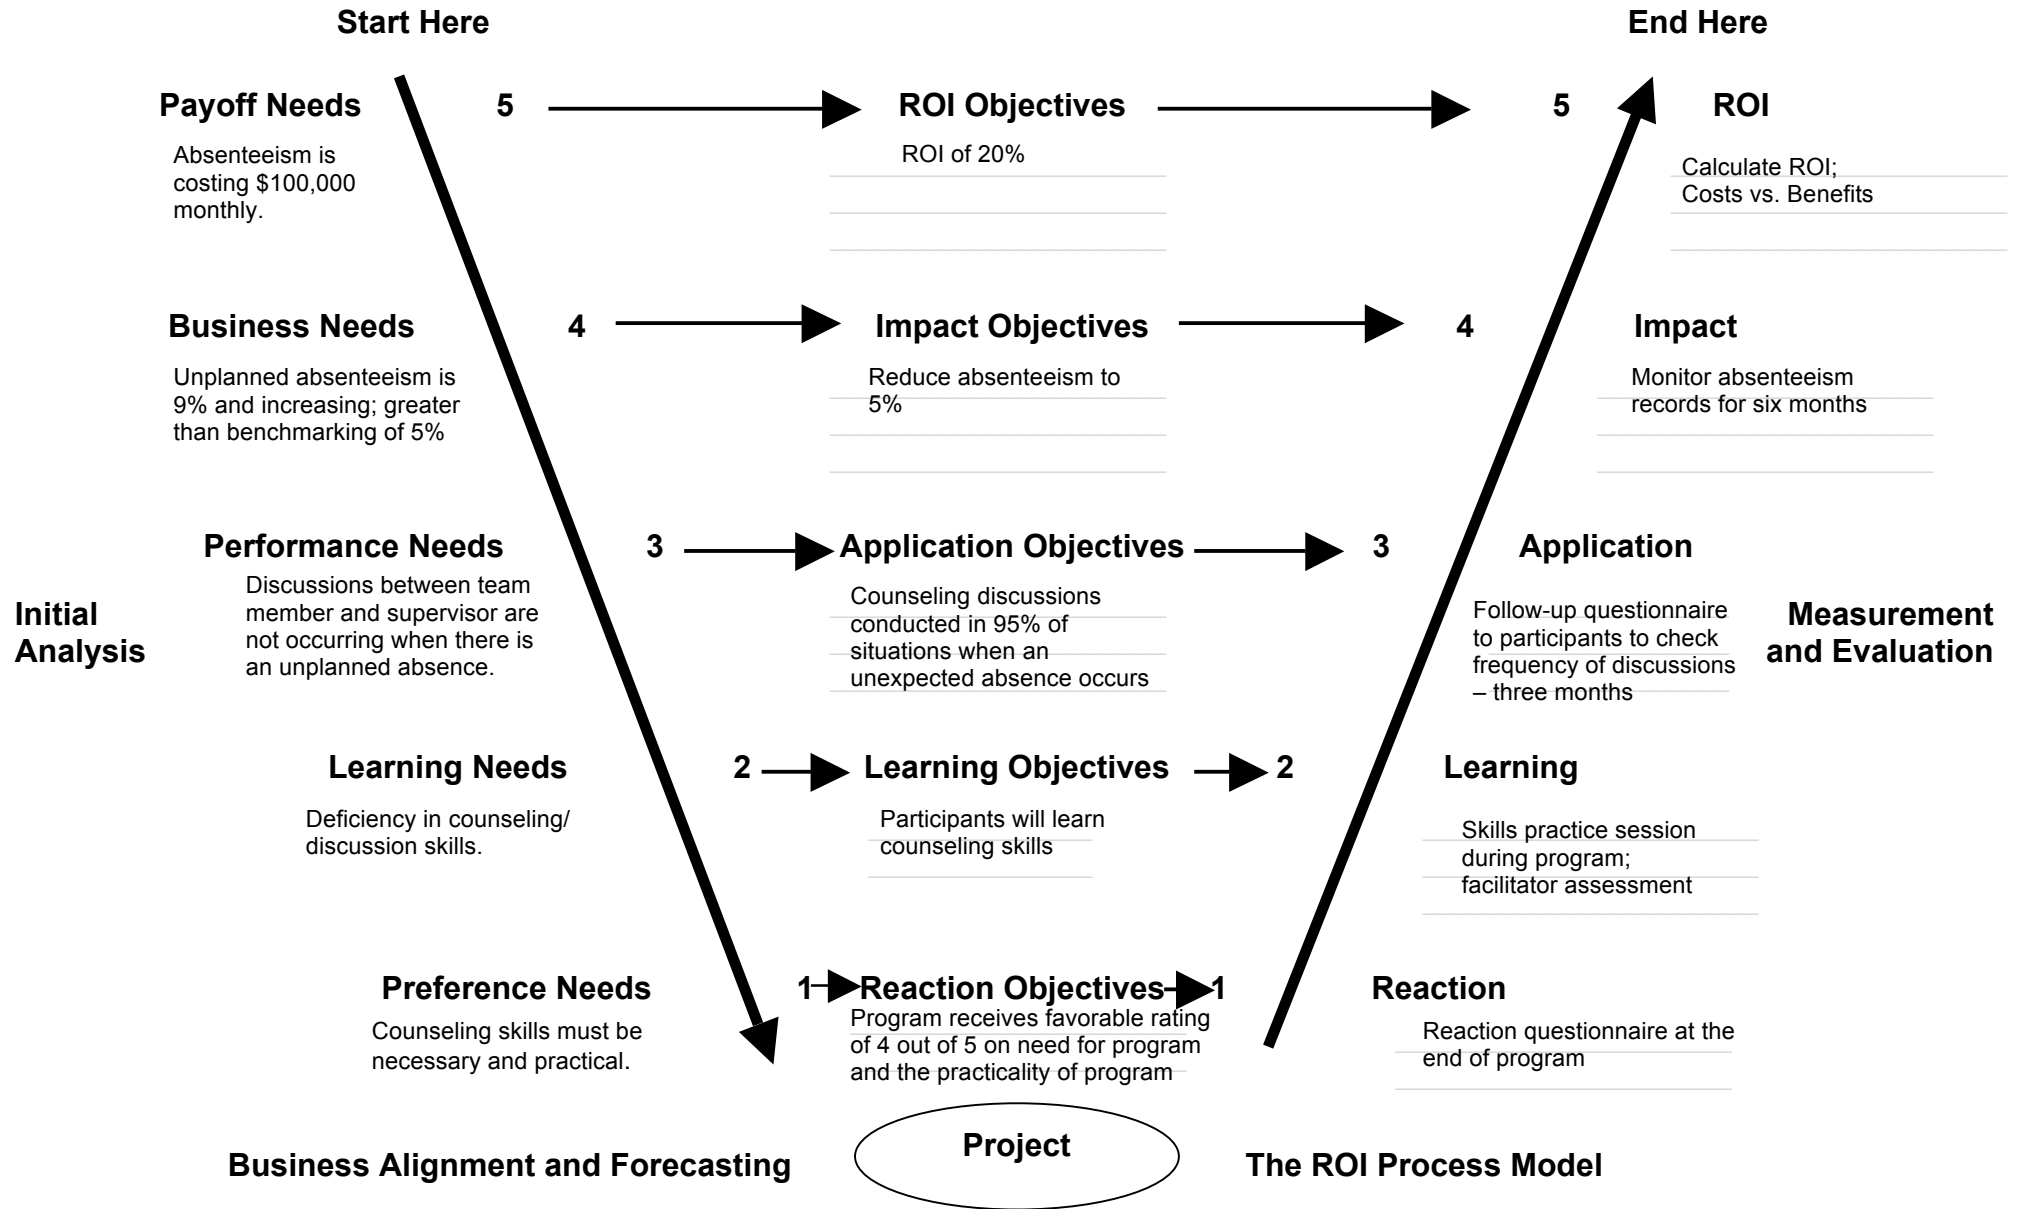 Start Here
End Here
Payoff Needs
5
ROI Objectives
5
ROI
Absenteeism is
costing $100,000
monthly.
ROI of 20%
Calculate ROI;
Costs vs. Benefits
Business Needs
4
Impact Objectives
4
Impact
Unplanned absenteeism is
9% and increasing; greater
than benchmarking of 5%
Reduce absenteeism to
5%
Monitor absenteeism
records for six months
Initial
Analysis
Performance Needs
3
Application Objectives
3
Application
Discussions between team
member and supervisor are
not occurring when there is
an unplanned absence.
Counseling discussions
conducted in 95% of
situations when an
unexpected absence occurs
Follow-up questionnaire
to participants to check
frequency of discussions
– three months
Measurement
and Evaluation
Learning Needs
2
Learning Objectives
2
Learning
Deficiency in counseling/
discussion skills.
Participants will learn
counseling skills
Skills practice session
during program;
facilitator assessment
Preference Needs
1
Reaction Objectives
1
Reaction
Counseling skills must be
necessary and practical.
Program receives favorable rating
of 4 out of 5 on need for program
and the practicality of program
Reaction questionnaire at the
end of program
Business Alignment and Forecasting
Project
The ROI Process Model